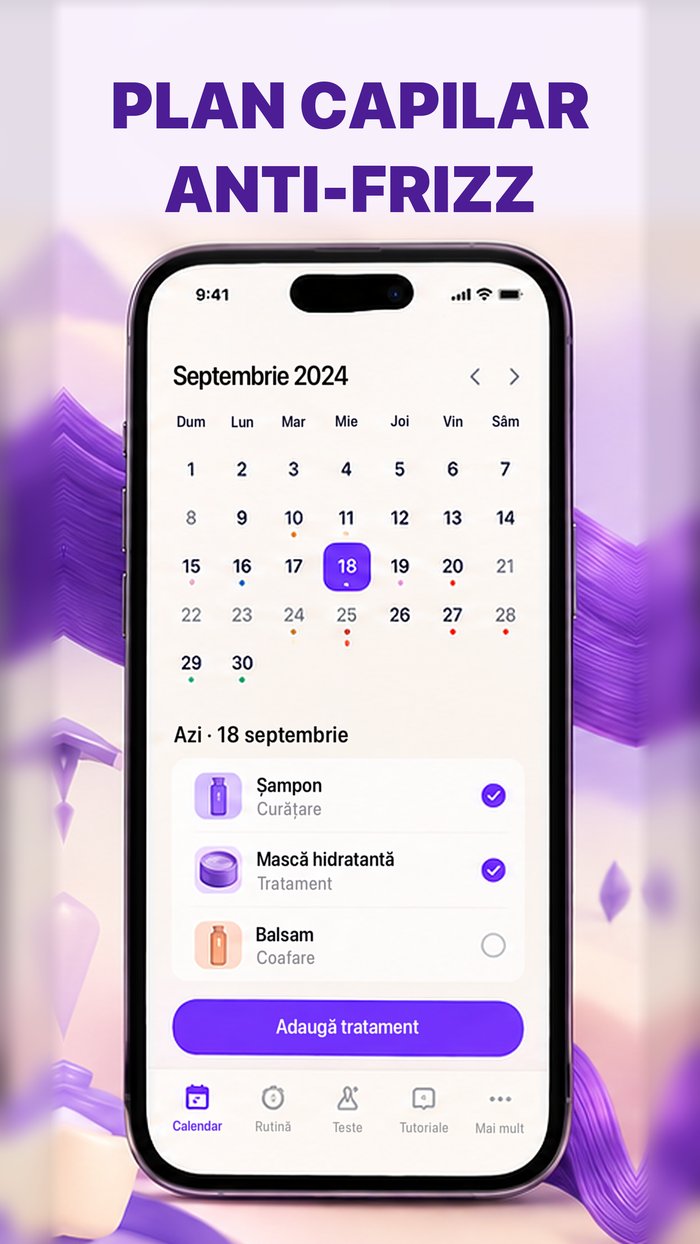 PLAN CAPILAR
ANTI-FRIZZ
9:41
Septembrie 2024
Dum Lun Mar Mie Joi Vin Sâm
1 2 3 4 5 6 7
8 9 10 11 12 13 14
15 16 17 18 19 20 21
22 23 24 25 26 27 28
29 30
Azi · 18 septembrie
Șampon
Curățare
Mască hidratantă
Tratament
Balsam
Coafare
Adaugă tratament
Calendar Rutină Teste Tutoriale Mai mult